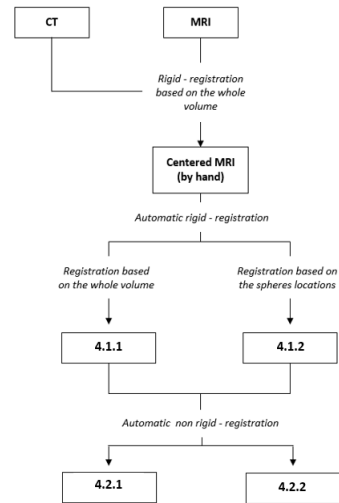 CT
MRI
Rigid - registration
based on the whole
volume
Centered MRI
(by hand)
Automatic rigid - registration
Registration based
on the whole volume
Registration based on
the spheres locations
4.1.1
4.1.2
Automatic non rigid - registration
4.2.1
4.2.2